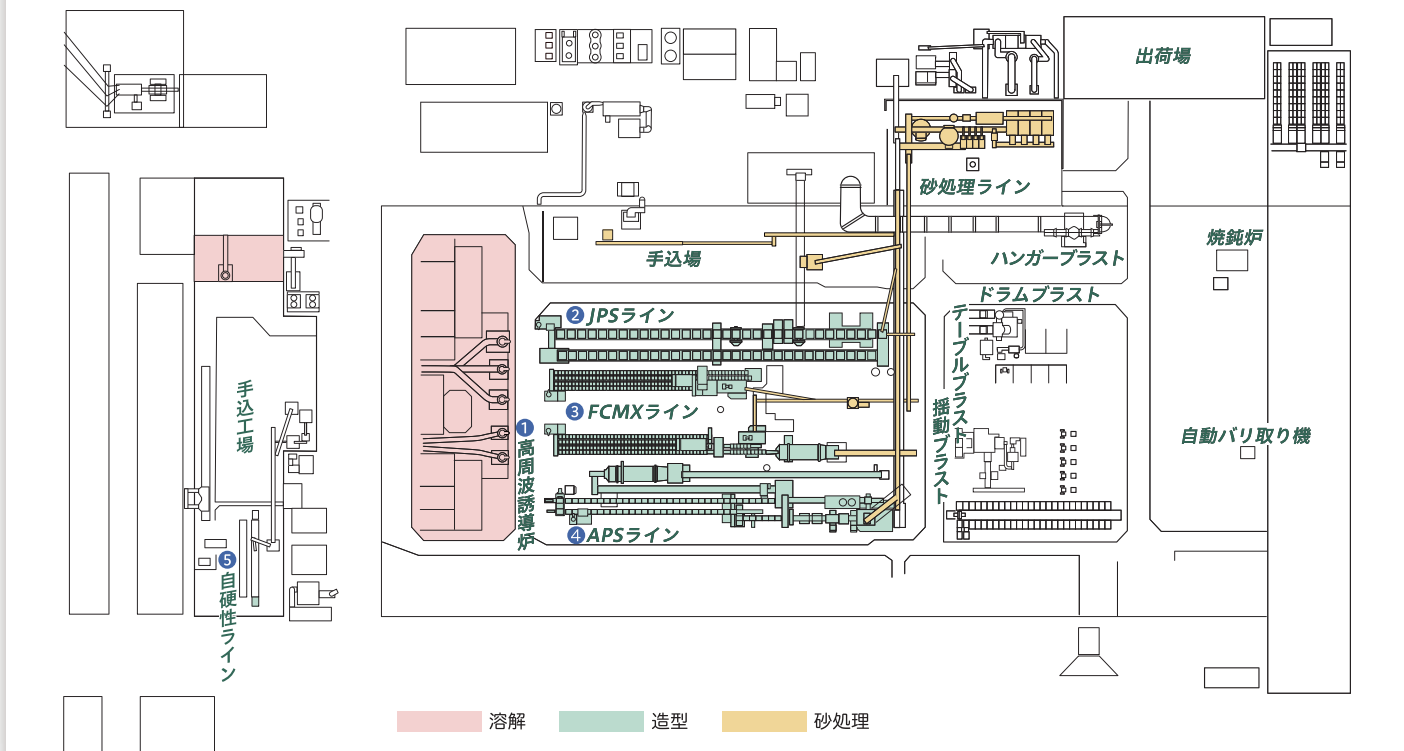 出荷場
砂処理ライン
焼鈍炉
手込場
ハンガーブラスト
ドラムブラスト
❷ JPSライン
テーブルブラスト
手込工場
揺動ブラスト
❸ FCMXライン
❶ 高周波誘導炉
自動バリ取り機
❹ APSライン
❺ 自硬性ライン
溶解 造型 砂処理